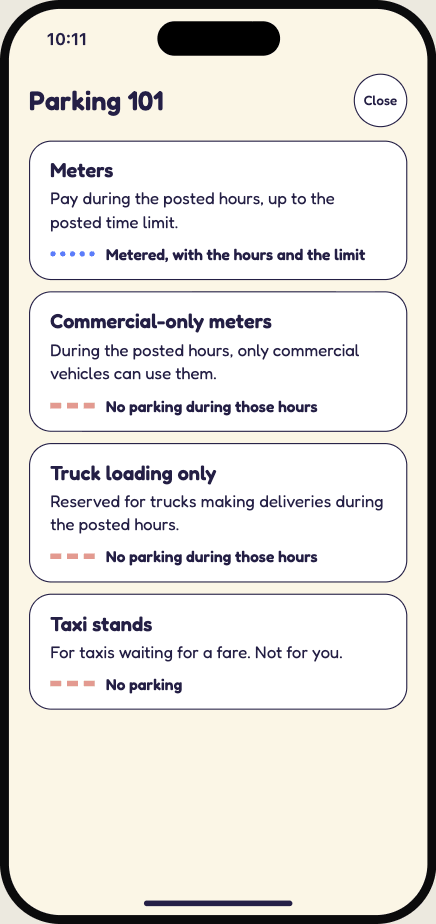 10:11
Parking 101
Close
Meters
Pay during the posted hours, up to the
posted time limit.
Metered, with the hours and the limit
Commercial-only meters
During the posted hours, only commercial
vehicles can use them.
No parking during those hours
Truck loading only
Reserved for trucks making deliveries during
the posted hours.
No parking during those hours
Taxi stands
For taxis waiting for a fare. Not for you.
No parking